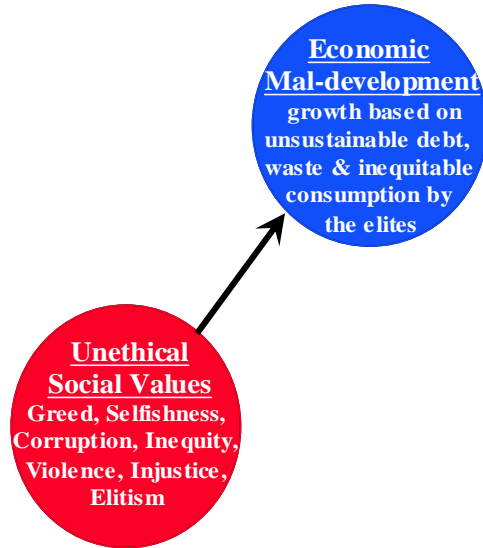 Economic
Mal-development
growth based on
unsustainable debt,
waste & inequitable
consumption by
the elites
Unethical
Social Values
Greed, Selfishness,
Corruption, Inequity,
Violence, Injustice,
Elitism